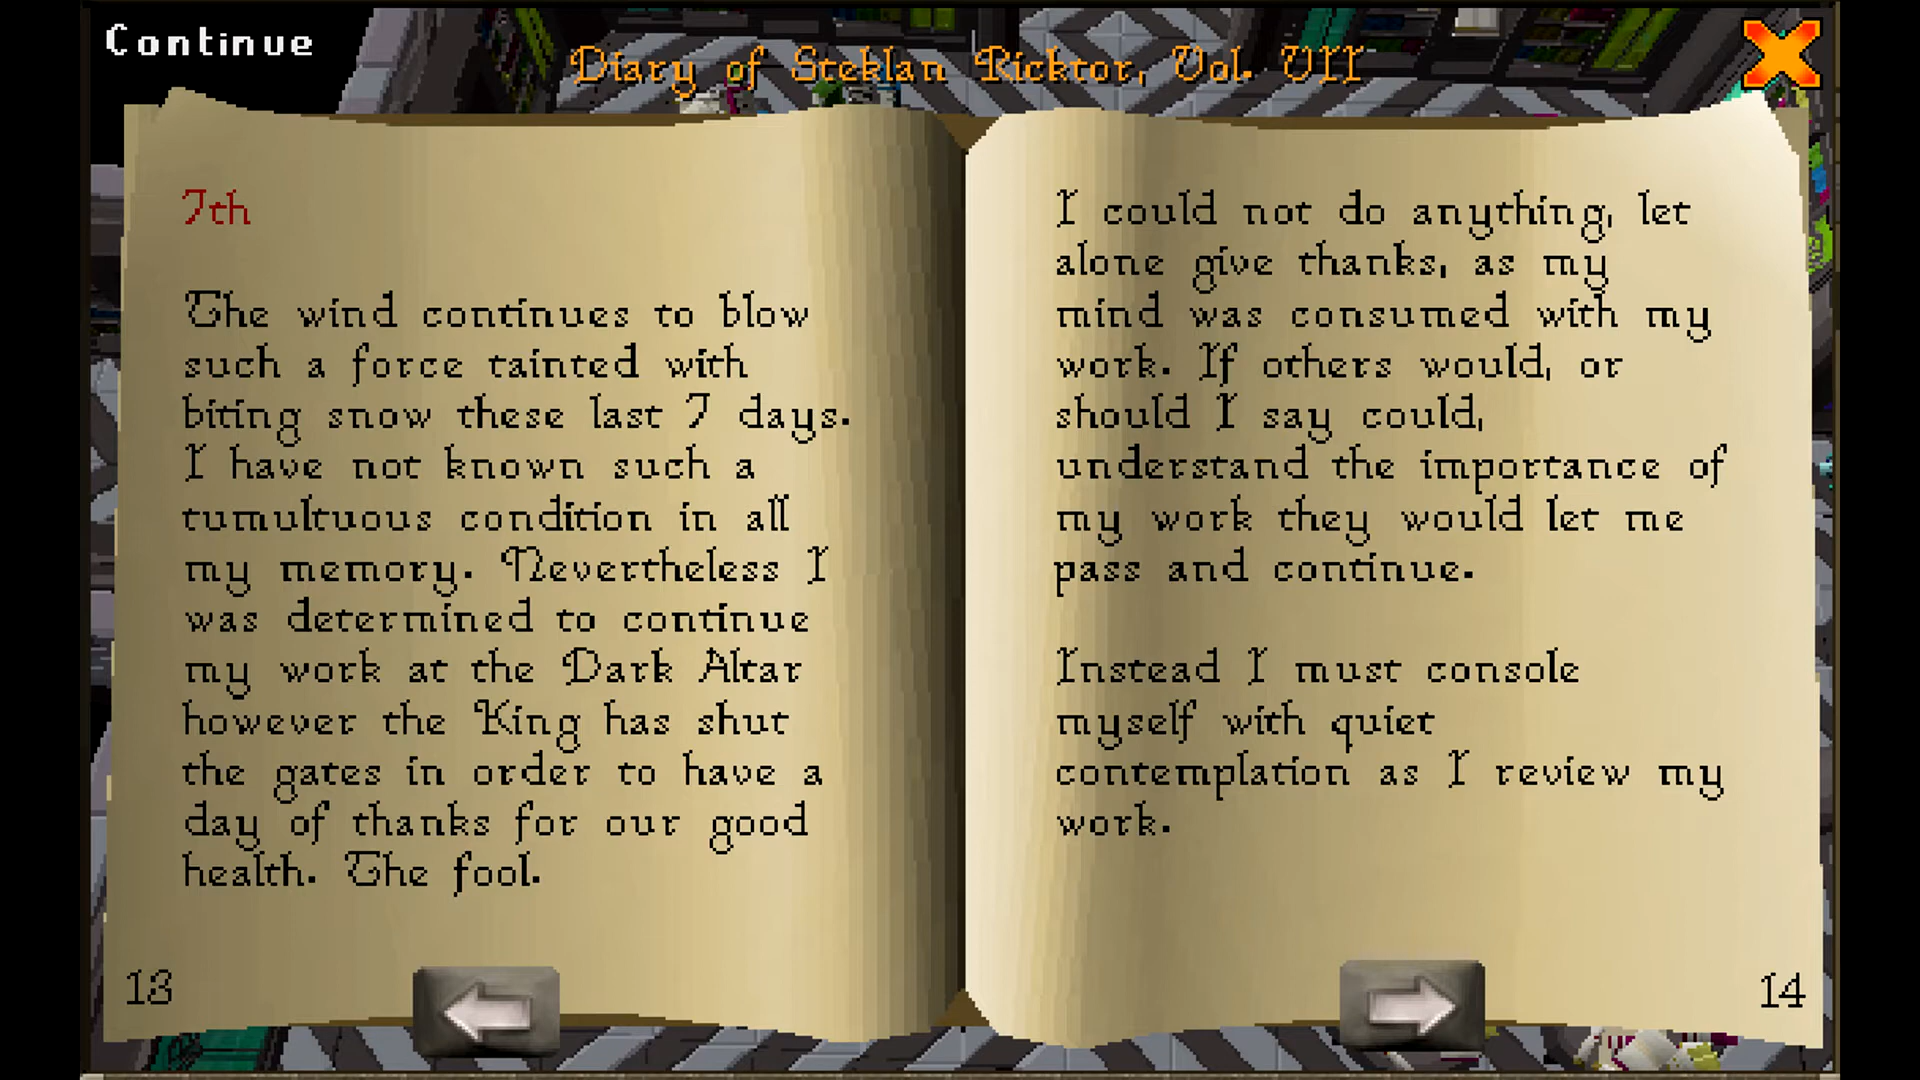 Continue
Diary of Steklan Ricktor, Vol. VII
7th
The wind continues to blow
such a force tainted with
biting snow these last 7 days.
I have not known such a
tumultuous condition in all
my memory. Nevertheless I
was determined to continue
my work at the Dark Altar
however the King has shut
the gates in order to have a
day of thanks for our good
health. The fool.
13
I could not do anything, let
alone give thanks, as my
mind was consumed with my
work. If others would, or
should I say could,
understand the importance of
my work they would let me
pass and continue.
Instead I must console
myself with quiet
contemplation as I review my
work.
14